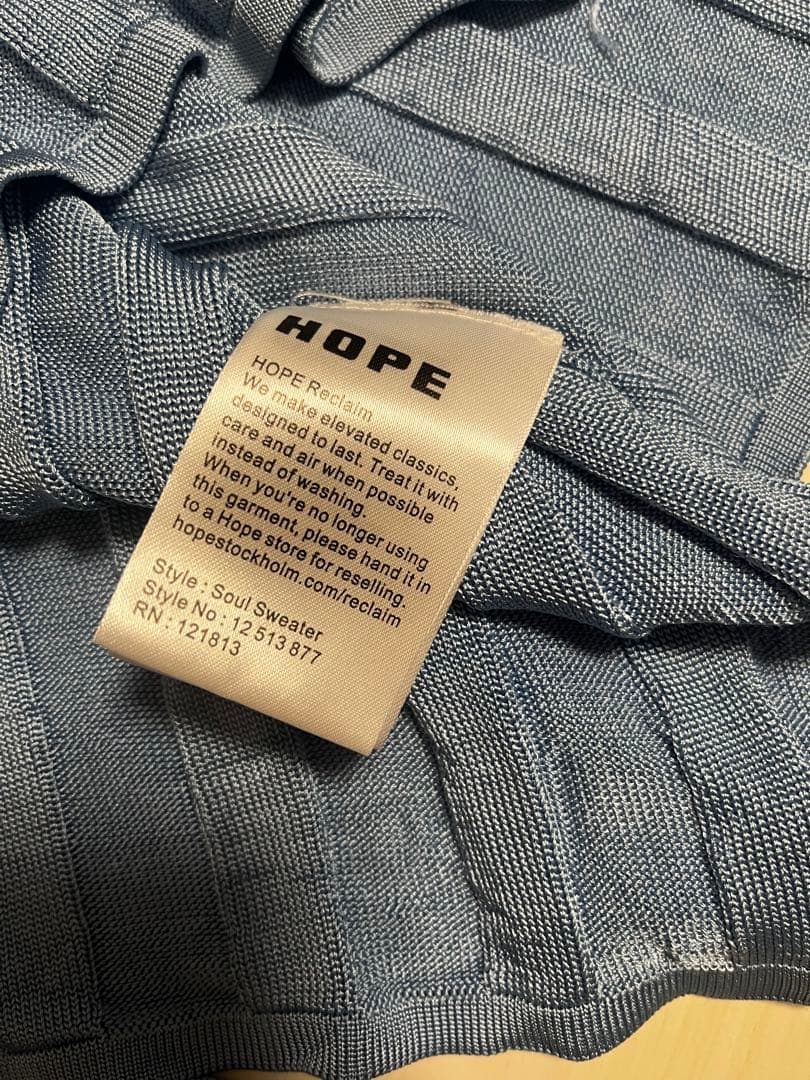 HOPE
HOPE Reclaim
We make elevated classics,
designed to last. Treat it with
care and air when possible
instead of washing.
When you're no longer using
this garment, please hand it in
to a Hope store for reselling.
hopestockholm.com/reclaim
Style : Soul Sweater
Style No : 12 513 877
RN : 121813